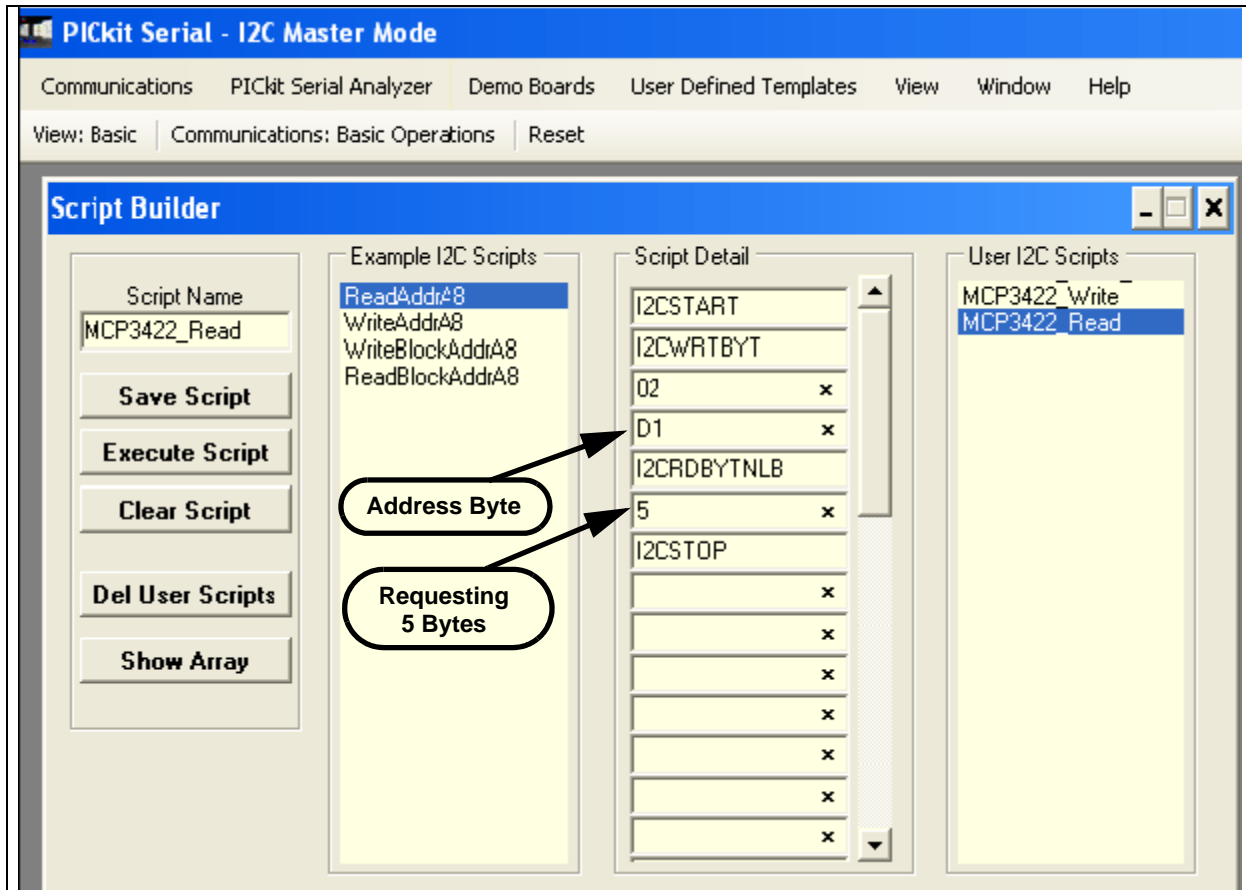 PICkit Serial - I2C Master Mode
Communications PICkit Serial Analyzer Demo Boards User Defined Templates View Window Help
View: Basic Communications: Basic Operations Reset
Script Builder
Script Name
MCP3422_Read
Save Script
Execute Script
Clear Script
Del User Scripts
Show Array
Example I2C Scripts
ReadAddrA8
WriteAddrA8
WriteBlockAddrA8
ReadBlockAddrA8
Address Byte
Requesting
5 Bytes
Script Detail
I2CSTART
I2CWRTBYT
02 x
D1 x
I2CRDBYTNLB
5 x
I2CSTOP
x
x
x
x
x
x
x
User I2C Scripts
MCP3422_Write
MCP3422_Read